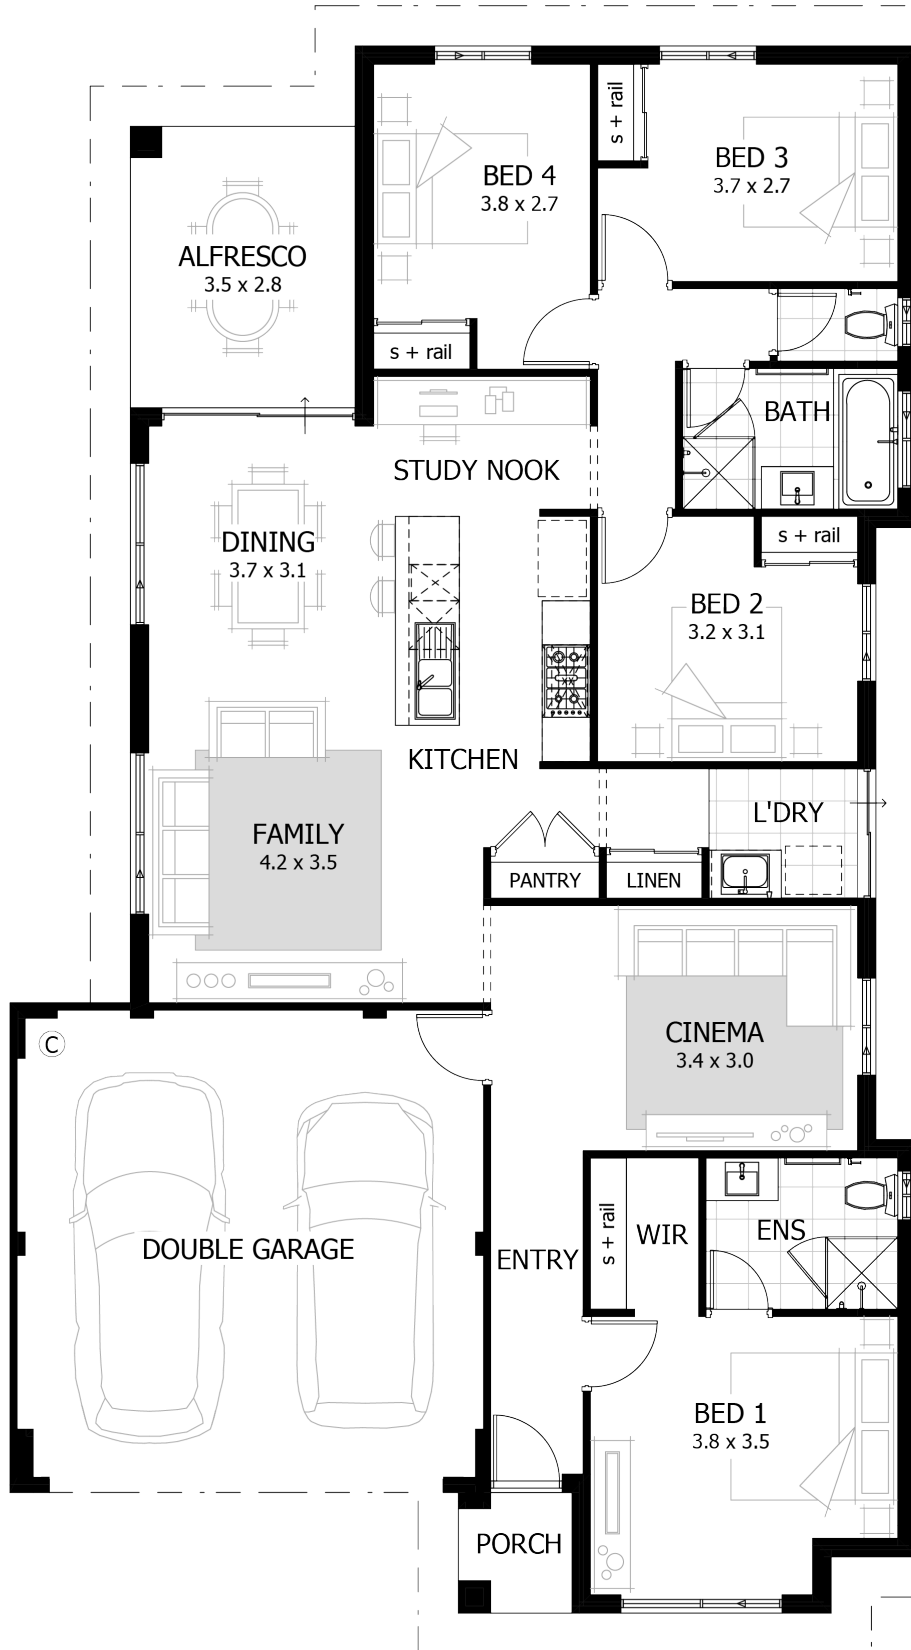 s + rail
BED 4
3.8 x 2.7
BED 3
3.7 x 2.7
ALFRESCO
3.5 x 2.8
s + rail
BATH
STUDY NOOK
DINING
3.7 x 3.1
s + rail
BED 2
3.2 x 3.1
KITCHEN
L'DRY
FAMILY
4.2 x 3.5
PANTRY
LINEN
CINEMA
3.4 x 3.0
C
s + rail
WIR
ENS
DOUBLE GARAGE
ENTRY
BED 1
3.8 x 3.5
PORCH